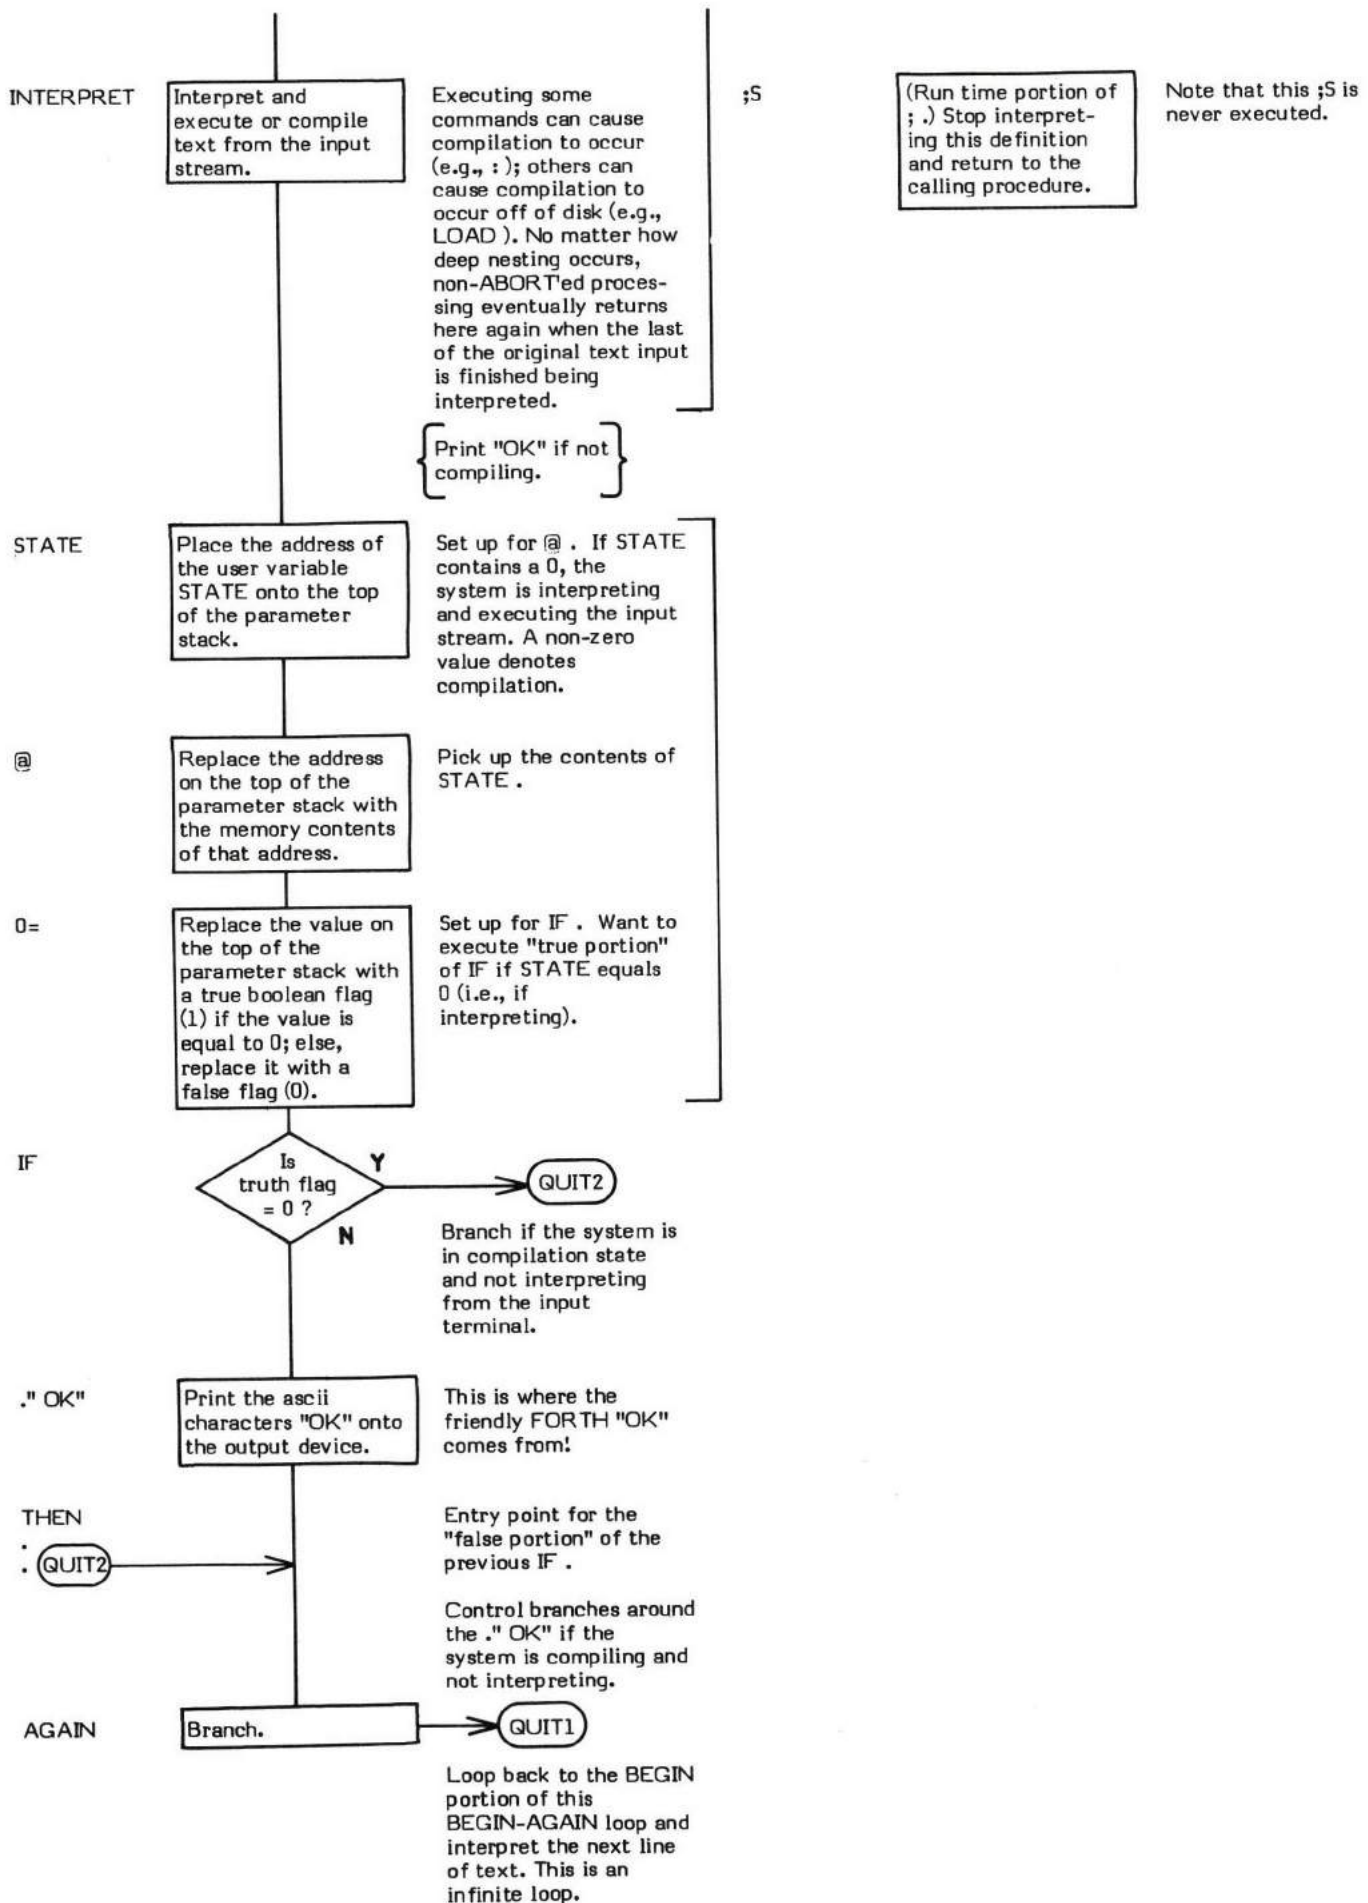 INTERPRET
Interpret and
execute or compile
text from the input
stream.
Executing some
commands can cause
compilation to occur
(e.g., : ); others can
cause compilation to
occur off of disk (e.g.,
LOAD ). No matter how
deep nesting occurs,
non-ABORT'ed proces-
sing eventually returns
here again when the last
of the original text input
is finished being
interpreted.
Print "OK" if not
compiling.
STATE
Place the address of
the user variable
STATE onto the top
of the parameter
stack.
Set up for @ . If STATE
contains a 0, the
system is interpreting
and executing the input
stream. A non-zero
value denotes
compilation.
@
Replace the address
on the top of the
parameter stack with
the memory contents
of that address.
Pick up the contents of
STATE .
0=
Replace the value on
the top of the
parameter stack with
a true boolean flag
(1) if the value is
equal to 0; else,
replace it with a
false flag (0).
Set up for IF . Want to
execute "true portion"
of IF if STATE equals
0 (i.e., if
interpreting).
IF
Is
truth flag
= 0 ?
Y
N
QUIT2
Branch if the system is
in compilation state
and not interpreting
from the input
terminal.
." OK"
Print the ascii
characters "OK" onto
the output device.
This is where the
friendly FORTH "OK"
comes from!
THEN
: QUIT2
Entry point for the
"false portion" of the
previous IF .
Control branches around
the ." OK" if the
system is compiling and
not interpreting.
AGAIN
Branch.
QUIT1
Loop back to the BEGIN
portion of this
BEGIN-AGAIN loop and
interpret the next line
of text. This is an
infinite loop.
;S
(Run time portion of
; .) Stop interpret-
ing this definition
and return to the
calling procedure.
Note that this ;S is
never executed.